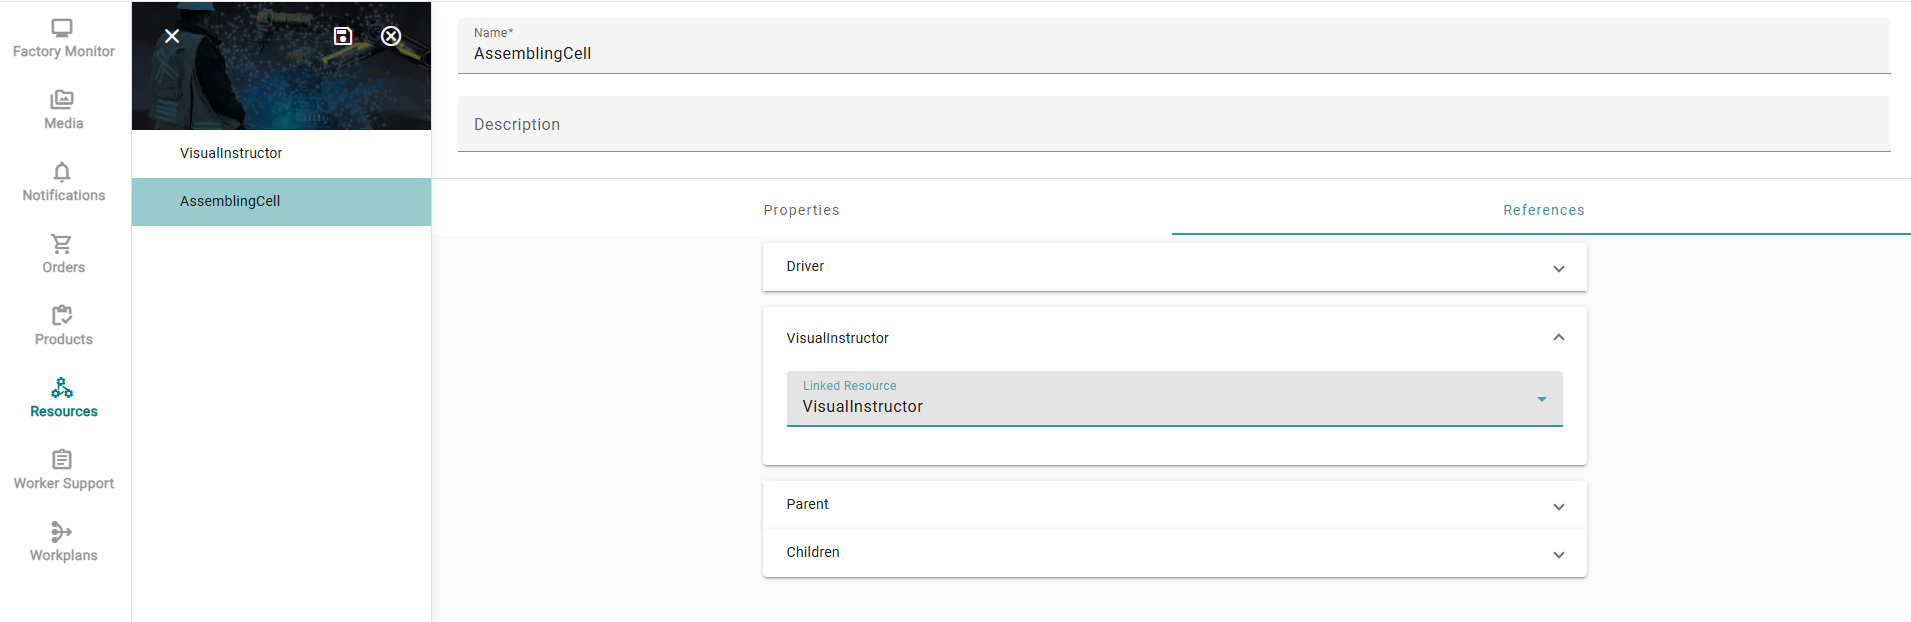 Factory Monitor
Media
Notifications
Orders
Products
Resources
Worker Support
Workplans
VisualInstructor
AssemblingCell
Name*
AssemblingCell
Description
Properties
References
Driver
VisualInstructor
Linked Resource
VisualInstructor
Parent
Children